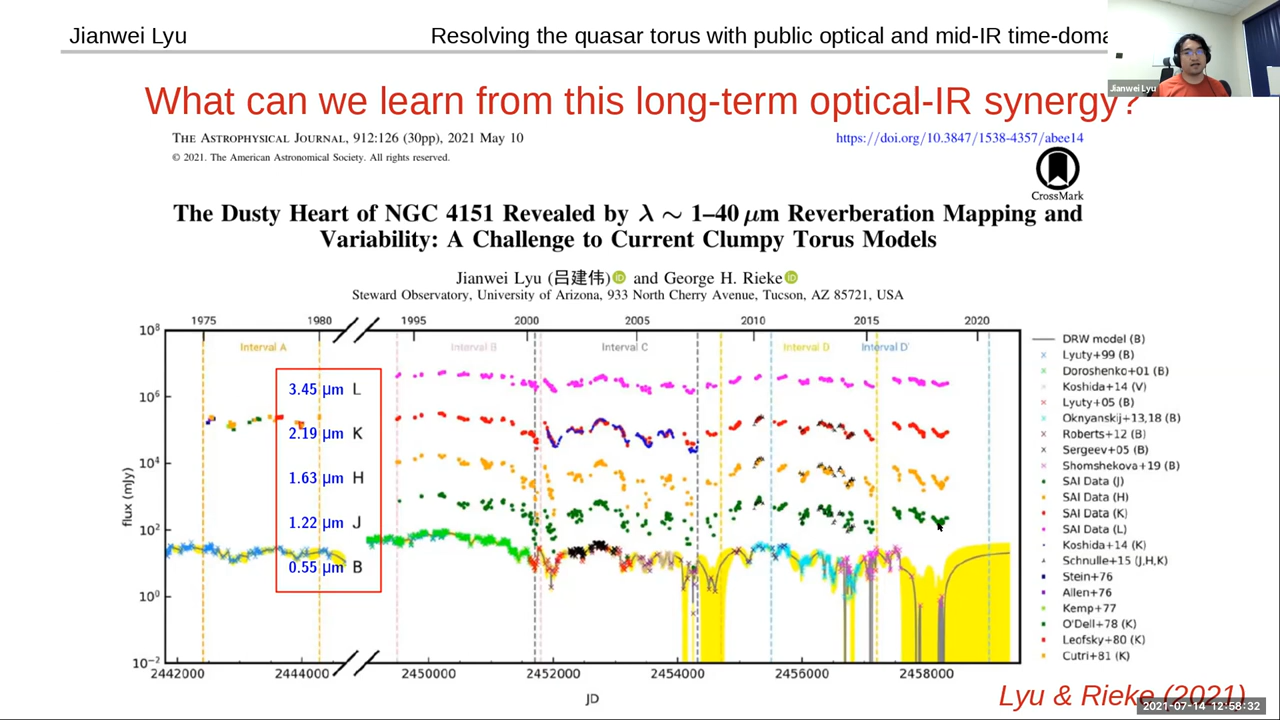 Jianwei Lyu
Resolving the quasar torus with public optical and mid-IR time-doma
Jianwei Lyu
What can we learn from this long-term optical-IR synergy?
THE ASTROPHYSICAL JOURNAL, 912:126 (30pp), 2021 May 10
https://doi.org/10.3847/1538-4357/abee14
© 2021. The American Astronomical Society. All rights reserved.
CrossMark
The Dusty Heart of NGC 4151 Revealed by λ ∼ 1–40 μm Reverberation Mapping and
Variability: A Challenge to Current Clumpy Torus Models
Jianwei Lyu (吕建伟) iD and George H. Rieke iD
Steward Observatory, University of Arizona, 933 North Cherry Avenue, Tucson, AZ 85721, USA
1975 1980 1995 2000 2005 2010 2015 2020
Interval A Interval B Interval C Interval D Interval D'
10⁸
10⁶
10⁴
10²
10⁰
10⁻²
flux (mJy)
3.45 μm L
2.19 μm K
1.63 μm H
1.22 μm J
0.55 μm B
2442000 2444000 2450000 2452000 2454000 2456000 2458000
JD
DRW model (B)
Lyuty+99 (B)
Doroshenko+01 (B)
Koshida+14 (V)
Lyuty+05 (B)
Oknyanskij+13,18 (B)
Roberts+12 (B)
Sergeev+05 (B)
Shomshekova+19 (B)
SAI Data (J)
SAI Data (H)
SAI Data (K)
SAI Data (L)
Koshida+14 (K)
Schnulle+15 (J,H,K)
Stein+76
Allen+76
Kemp+77
O'Dell+78 (K)
Leofsky+80 (K)
Cutri+81 (K)
Lyu & Rieke (2021)
2021-07-14 12:58:32